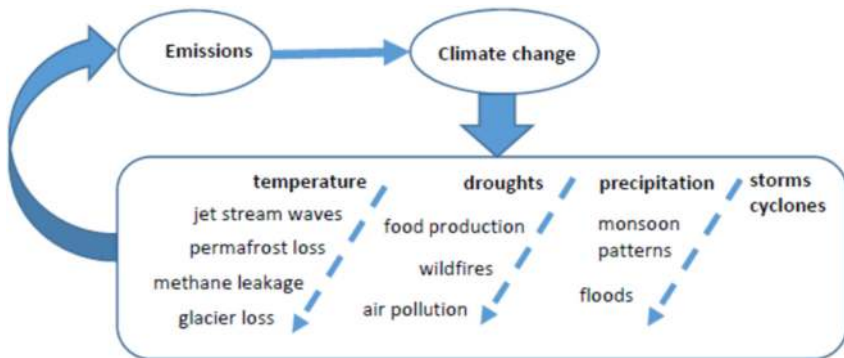 Emissions
Climate change
temperature
jet stream waves
permafrost loss
methane leakage
glacier loss
droughts
food production
wildfires
air pollution
precipitation
monsoon
patterns
floods
storms
cyclones